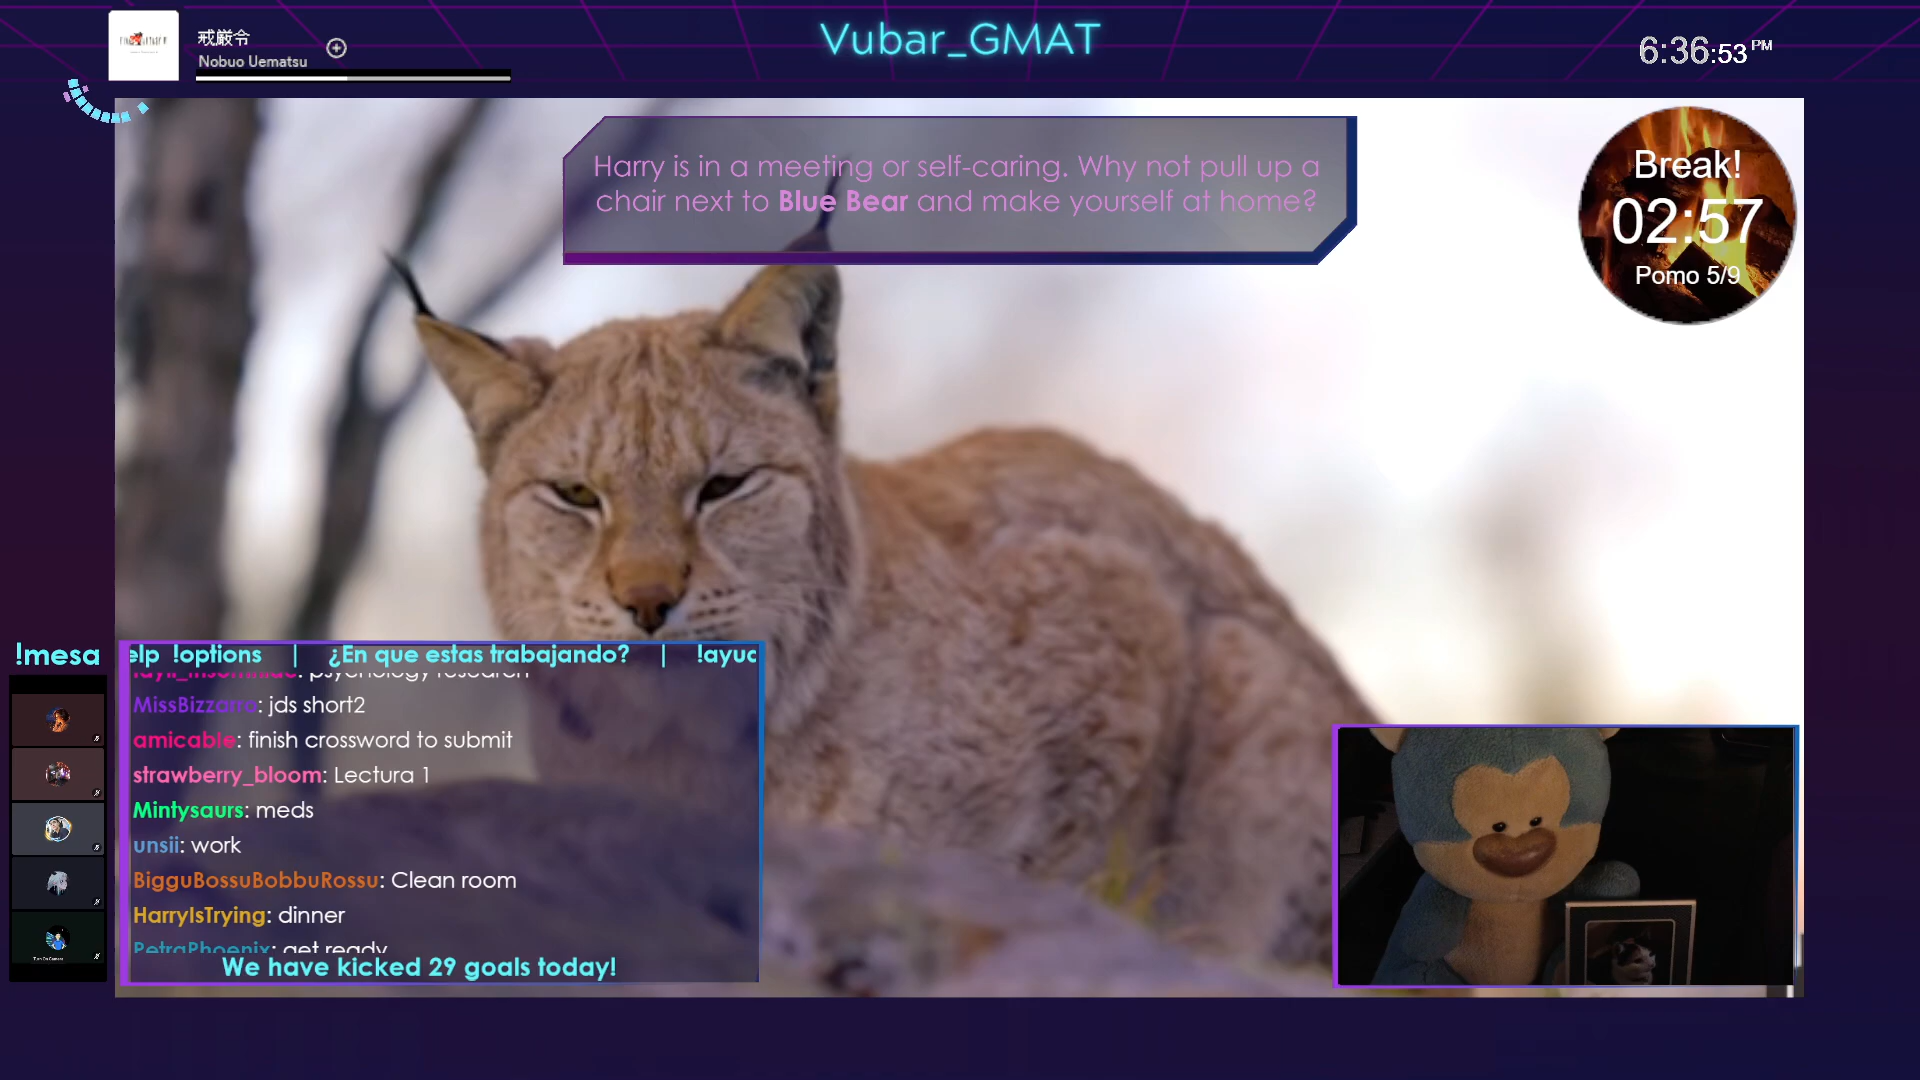 戒厳令
Nobuo Uematsu
Vubar_GMAT
6:36:53 PM
Harry is in a meeting or self-caring. Why not pull up a
chair next to Blue Bear and make yourself at home?
Break!
02:57
Pomo 5/9
!mesa
elp !options | ¿En que estas trabajando? | !ayuc
psychology research
MissBizzarro: jds short2
amicable: finish crossword to submit
strawberry_bloom: Lectura 1
Mintysaurs: meds
unsii: work
BigguBossuBobbuRossu: Clean room
HarryIsTrying: dinner
PetraPhoenix: get ready
We have kicked 29 goals today!